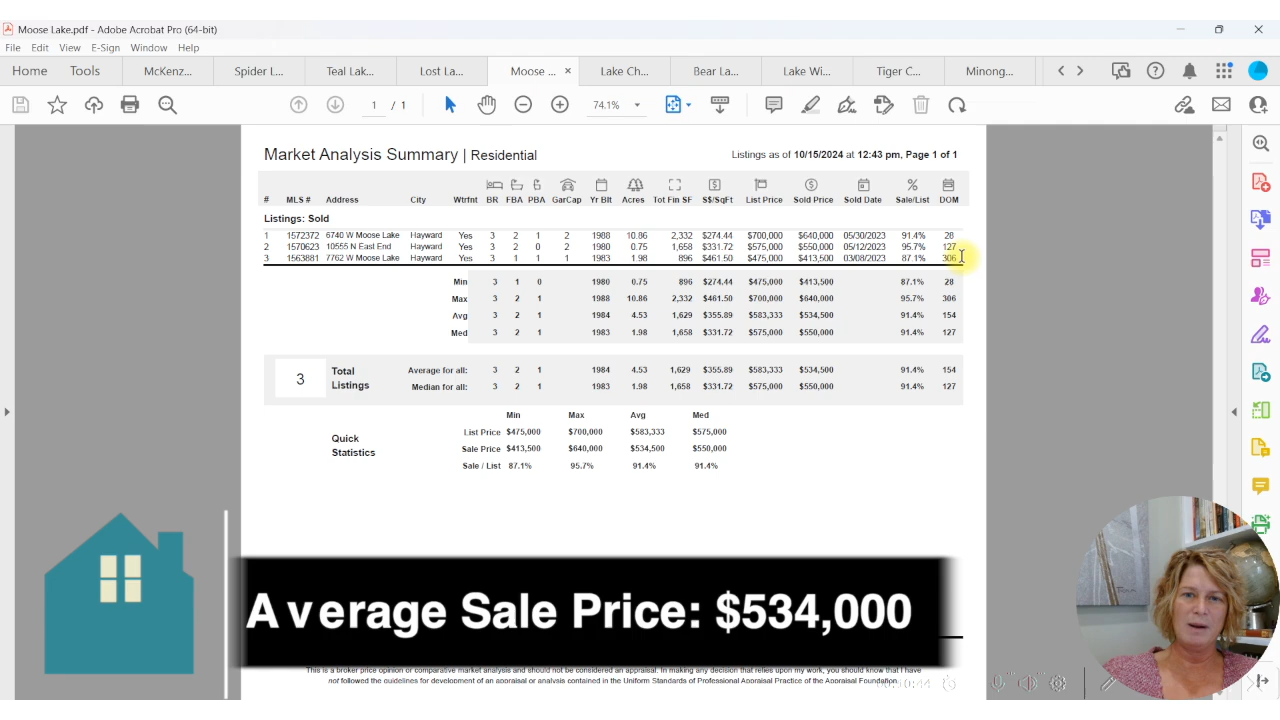 Moose Lake.pdf - Adobe Acrobat Pro (64-bit)
File Edit View E-Sign Window Help
Home Tools McKenz... Spider L... Teal Lak... Lost La... Moose ... × Lake Ch... Bear La... Lake Wi... Tiger C... Minong...
1 / 1 74.1%
Market Analysis Summary | Residential
Listings as of 10/15/2024 at 12:43 pm, Page 1 of 1
# MLS # Address City Wtrfnt BR FBA PBA GarCap Yr Blt Acres Tot Fin SF S$/SqFt List Price Sold Price Sold Date Sale/List DOM
Listings: Sold
1 1572372 6740 W Moose Lake Hayward Yes 3 2 1 2 1988 10.86 2,332 $274.44 $700,000 $640,000 05/30/2023 91.4% 28
2 1570623 10555 N East End Hayward Yes 3 2 0 2 1980 0.75 1,658 $331.72 $575,000 $550,000 05/12/2023 95.7% 127
3 1563881 7762 W Moose Lake Hayward Yes 3 1 1 1 1983 1.98 896 $461.50 $475,000 $413,500 03/08/2023 87.1% 306
Min 3 1 0 1980 0.75 896 $274.44 $475,000 $413,500 87.1% 28
Max 3 2 1 1988 10.86 2,332 $461.50 $700,000 $640,000 95.7% 306
Avg 3 2 1 1984 4.53 1,629 $355.89 $583,333 $534,500 91.4% 154
Med 3 2 1 1983 1.98 1,658 $331.72 $575,000 $550,000 91.4% 127
3 Total Listings
Average for all: 3 2 1 1984 4.53 1,629 $355.89 $583,333 $534,500 91.4% 154
Median for all: 3 2 1 1983 1.98 1,658 $331.72 $575,000 $550,000 91.4% 127
Quick Statistics
Min Max Avg Med
List Price $475,000 $700,000 $583,333 $575,000
Sale Price $413,500 $640,000 $534,500 $550,000
Sale / List 87.1% 95.7% 91.4% 91.4%
Average Sale Price: $534,000
This is a broker price opinion or comparative market analysis and should not be considered an appraisal. In making any decision that relies upon my work, you should know that I have
not followed the guidelines for development of an appraisal or analysis contained in the Uniform Standards of Professional Appraisal Practice of the Appraisal Foundation.